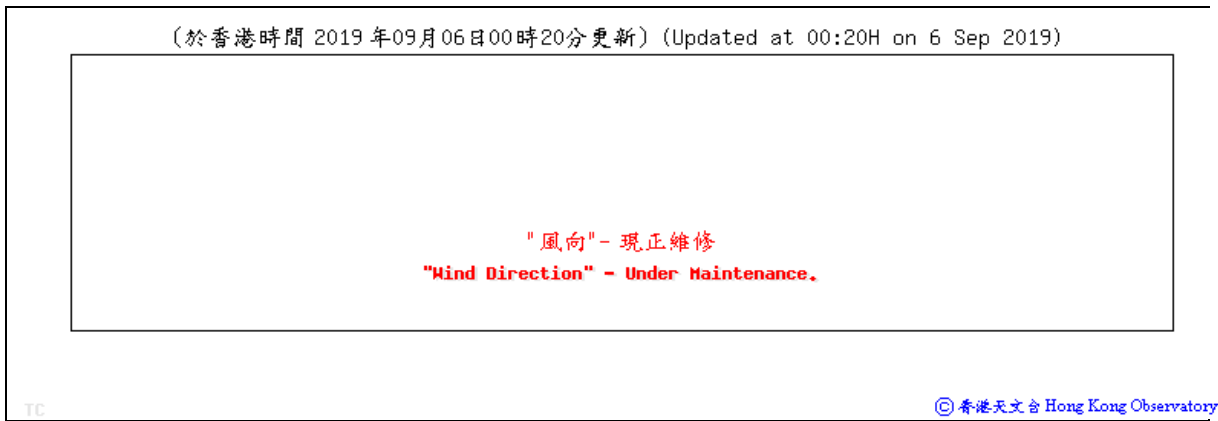 (於香港時間 2019 年09月06日00時20分更新) (Updated at 00:20H on 6 Sep 2019)
"風向"- 現正維修
"Wind Direction" - Under Maintenance.
TC
© 香港天文台 Hong Kong Observatory